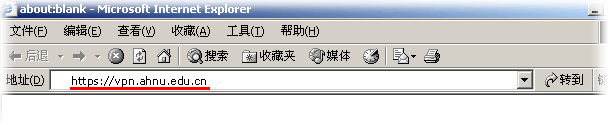 about:blank - Microsoft Internet Explorer
文件(F) 编辑(E) 查看(V) 收藏(A) 工具(T) 帮助(H)
后退 搜索 收藏夹 媒体
地址(D) https://vpn.ahnu.edu.cn 转到